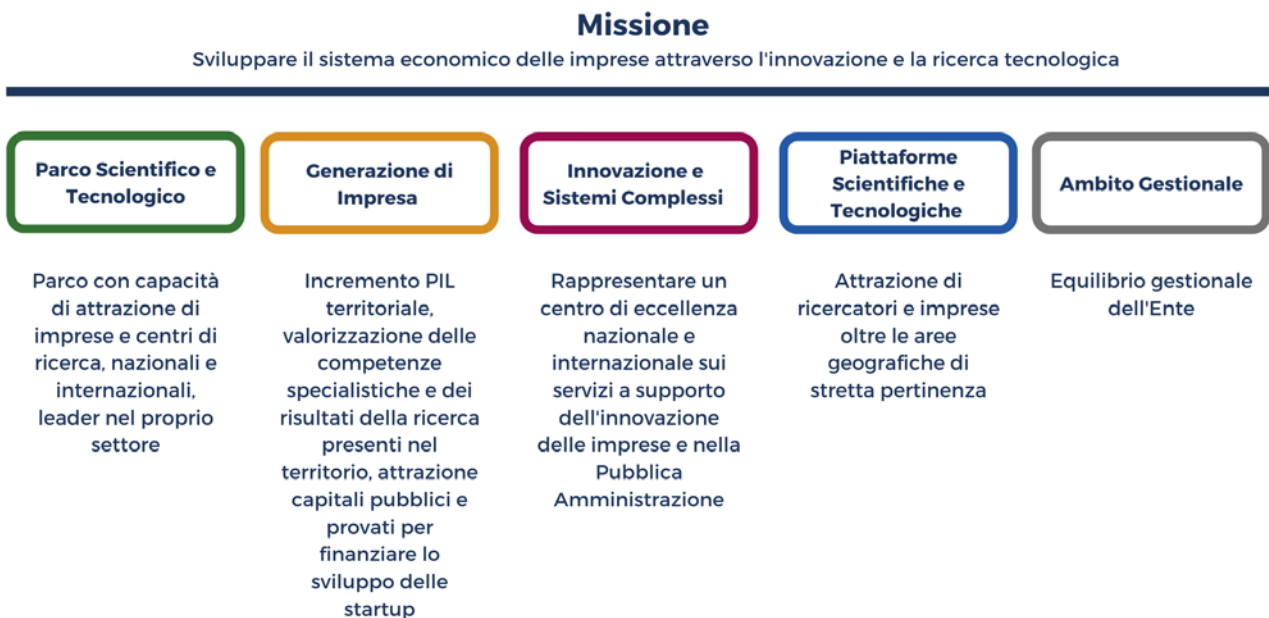 Missione
Sviluppare il sistema economico delle imprese attraverso l'innovazione e la ricerca tecnologica
Parco Scientifico e
Tecnologico
Parco con capacità
di attrazione di
imprese e centri di
ricerca, nazionali e
internazionali,
leader nel proprio
settore
Generazione di
Impresa
Incremento PIL
territoriale,
valorizzazione delle
competenze
specialistiche e dei
risultati della ricerca
presenti nel
territorio, attrazione
capitali pubblici e
provati per
finanziare lo
sviluppo delle
startup
Innovazione e
Sistemi Complessi
Rappresentare un
centro di eccellenza
nazionale e
internazionale sui
servizi a supporto
dell'innovazione
delle imprese e nella
Pubblica
Amministrazione
Piattaforme
Scientifiche e
Tecnologiche
Attrazione di
ricercatori e imprese
oltre le aree
geografiche di
stretta pertinenza
Ambito Gestionale
Equilibrio gestionale
dell'Ente